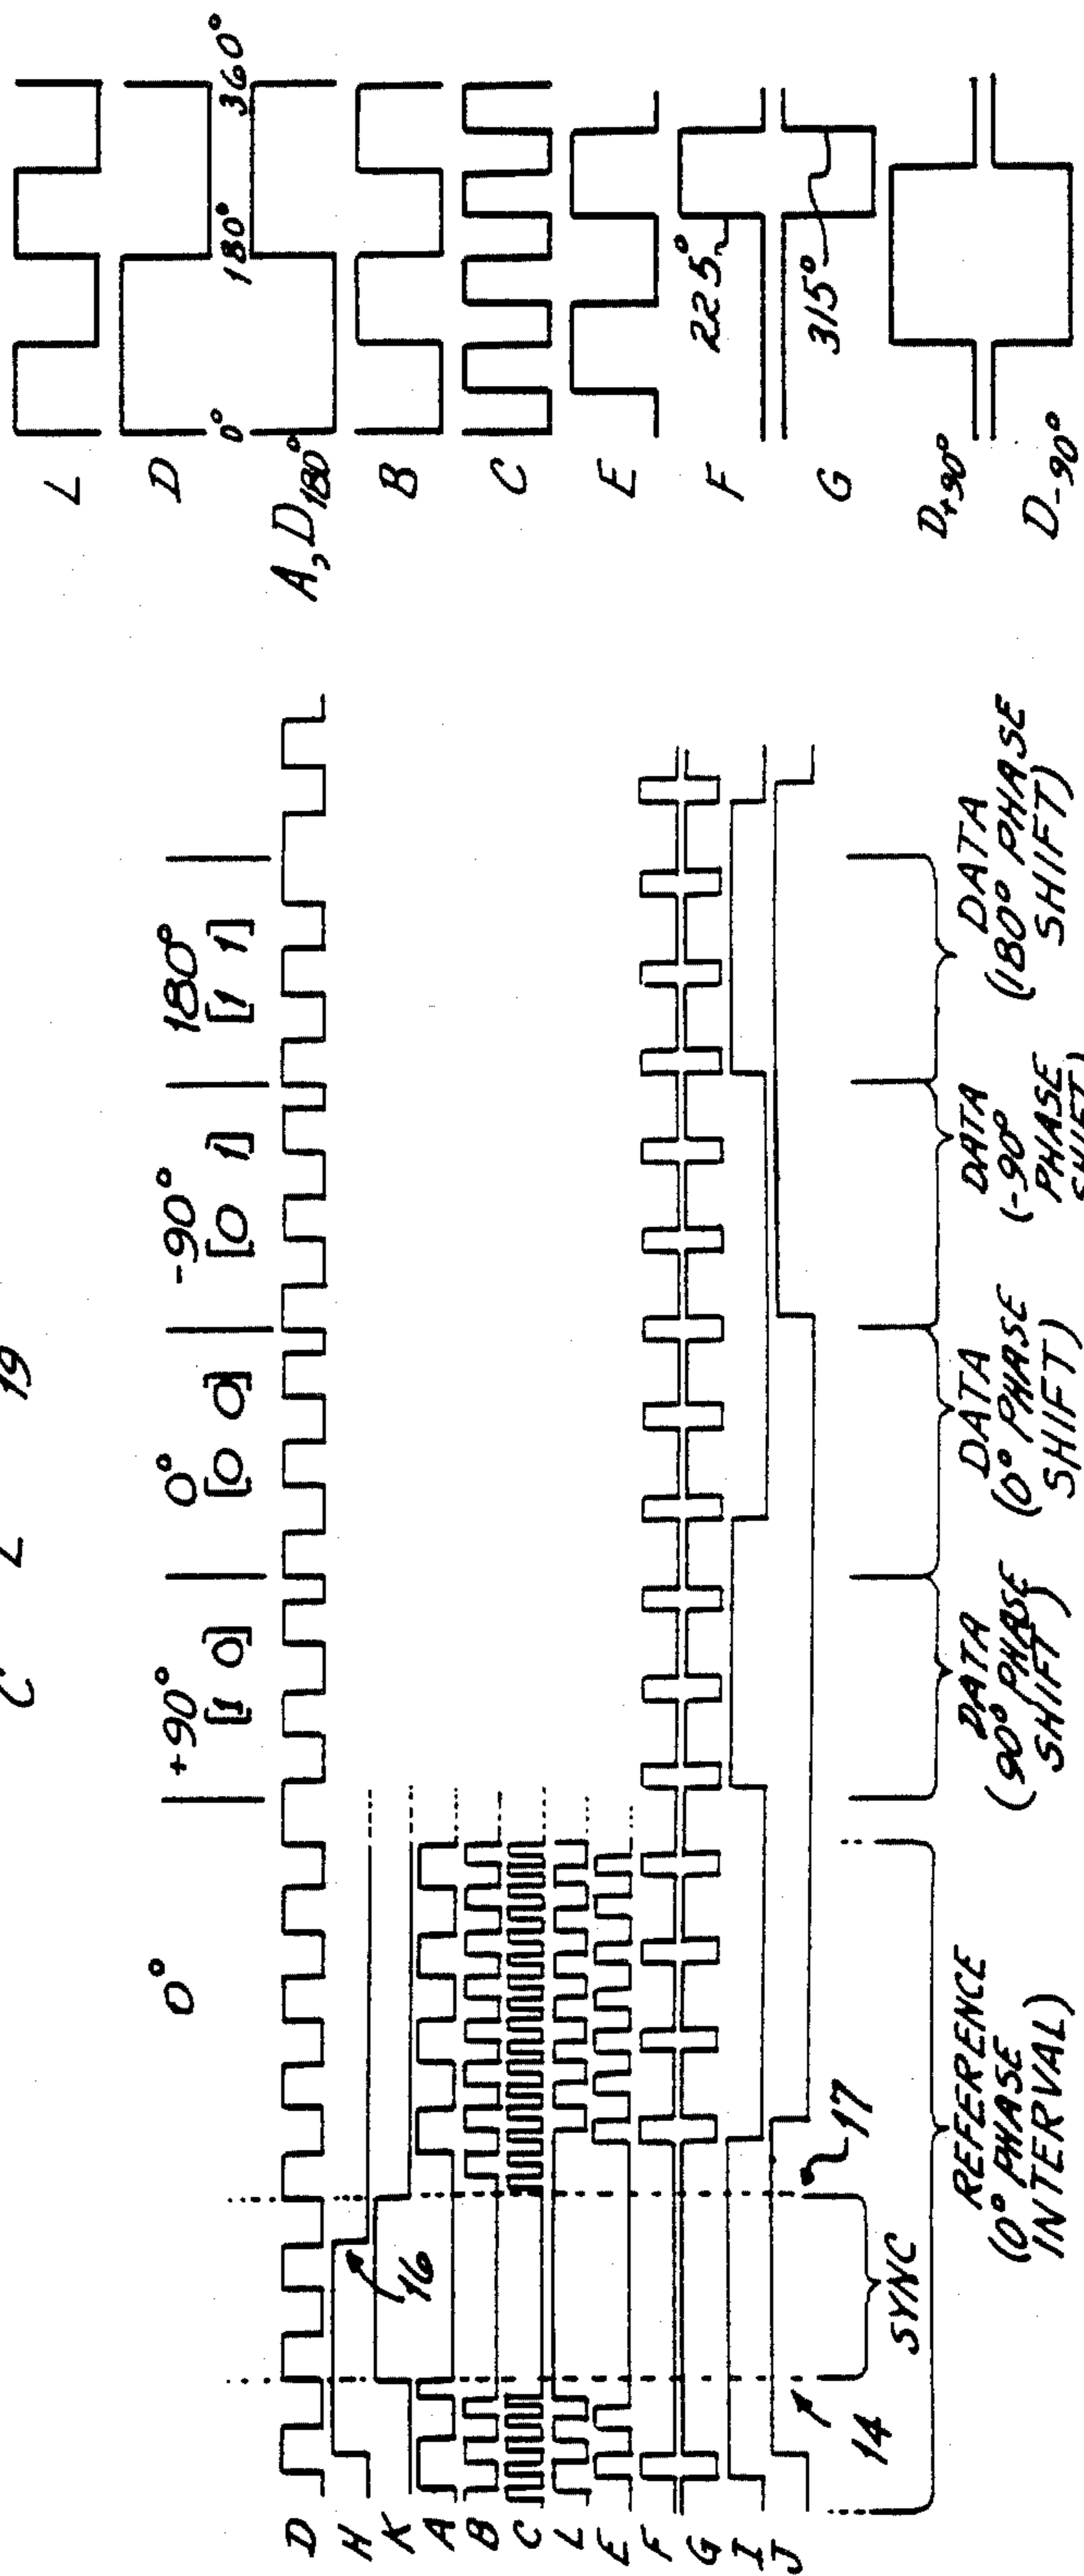 C L 19
0° +90° 0° -90° 180°
[1 0] [0 0] [0 1] [1 1]
D
H
K
A
B
C
L
E
F
G
I
J
16
17
14
SYNC
REFERENCE
(0° PHASE
INTERVAL)
DATA
(90° PHASE
SHIFT)
DATA
(0° PHASE
SHIFT)
DATA
(-90°
PHASE
SHIFT)
DATA
(180° PHASE
SHIFT)
L
D
0° 180° 360°
A, D180°
B
C
E
F
225°
G
315°
D+90°
D-90°